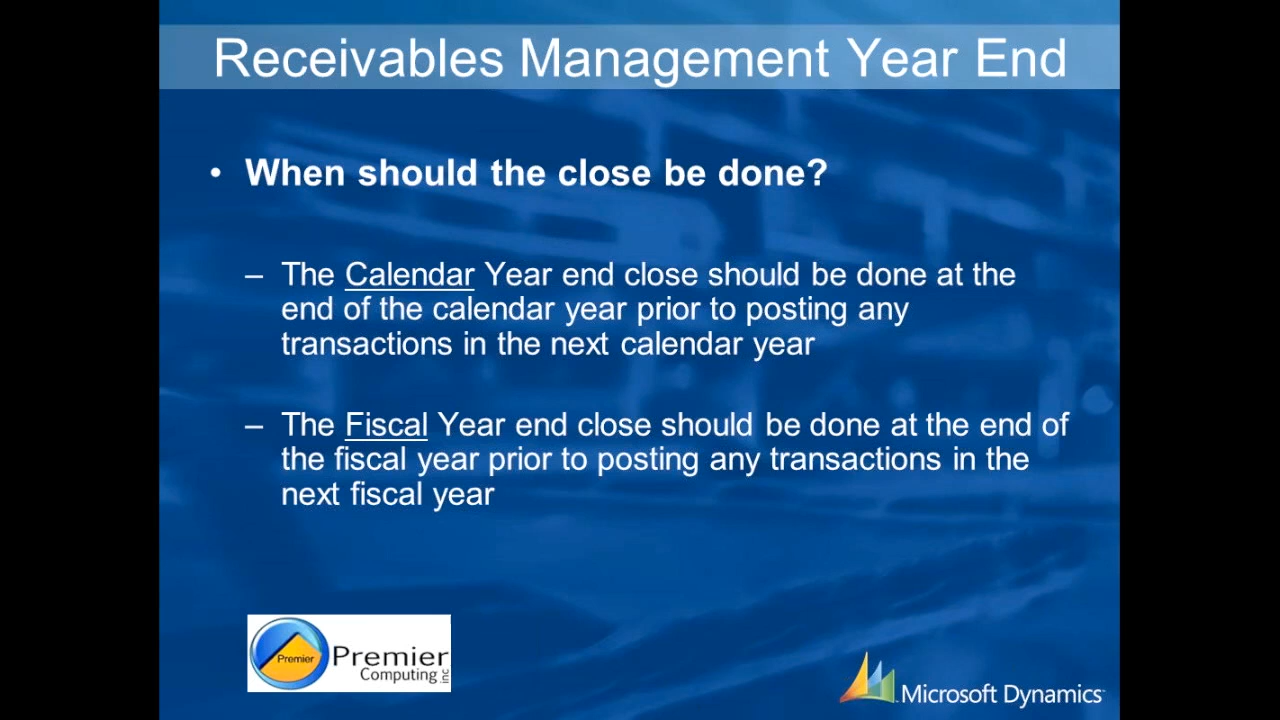 Receivables Management Year End
• When should the close be done?
– The Calendar Year end close should be done at the
end of the calendar year prior to posting any
transactions in the next calendar year
– The Fiscal Year end close should be done at the end of
the fiscal year prior to posting any transactions in the
next fiscal year
Premier
Premier
Computing inc
Microsoft Dynamics